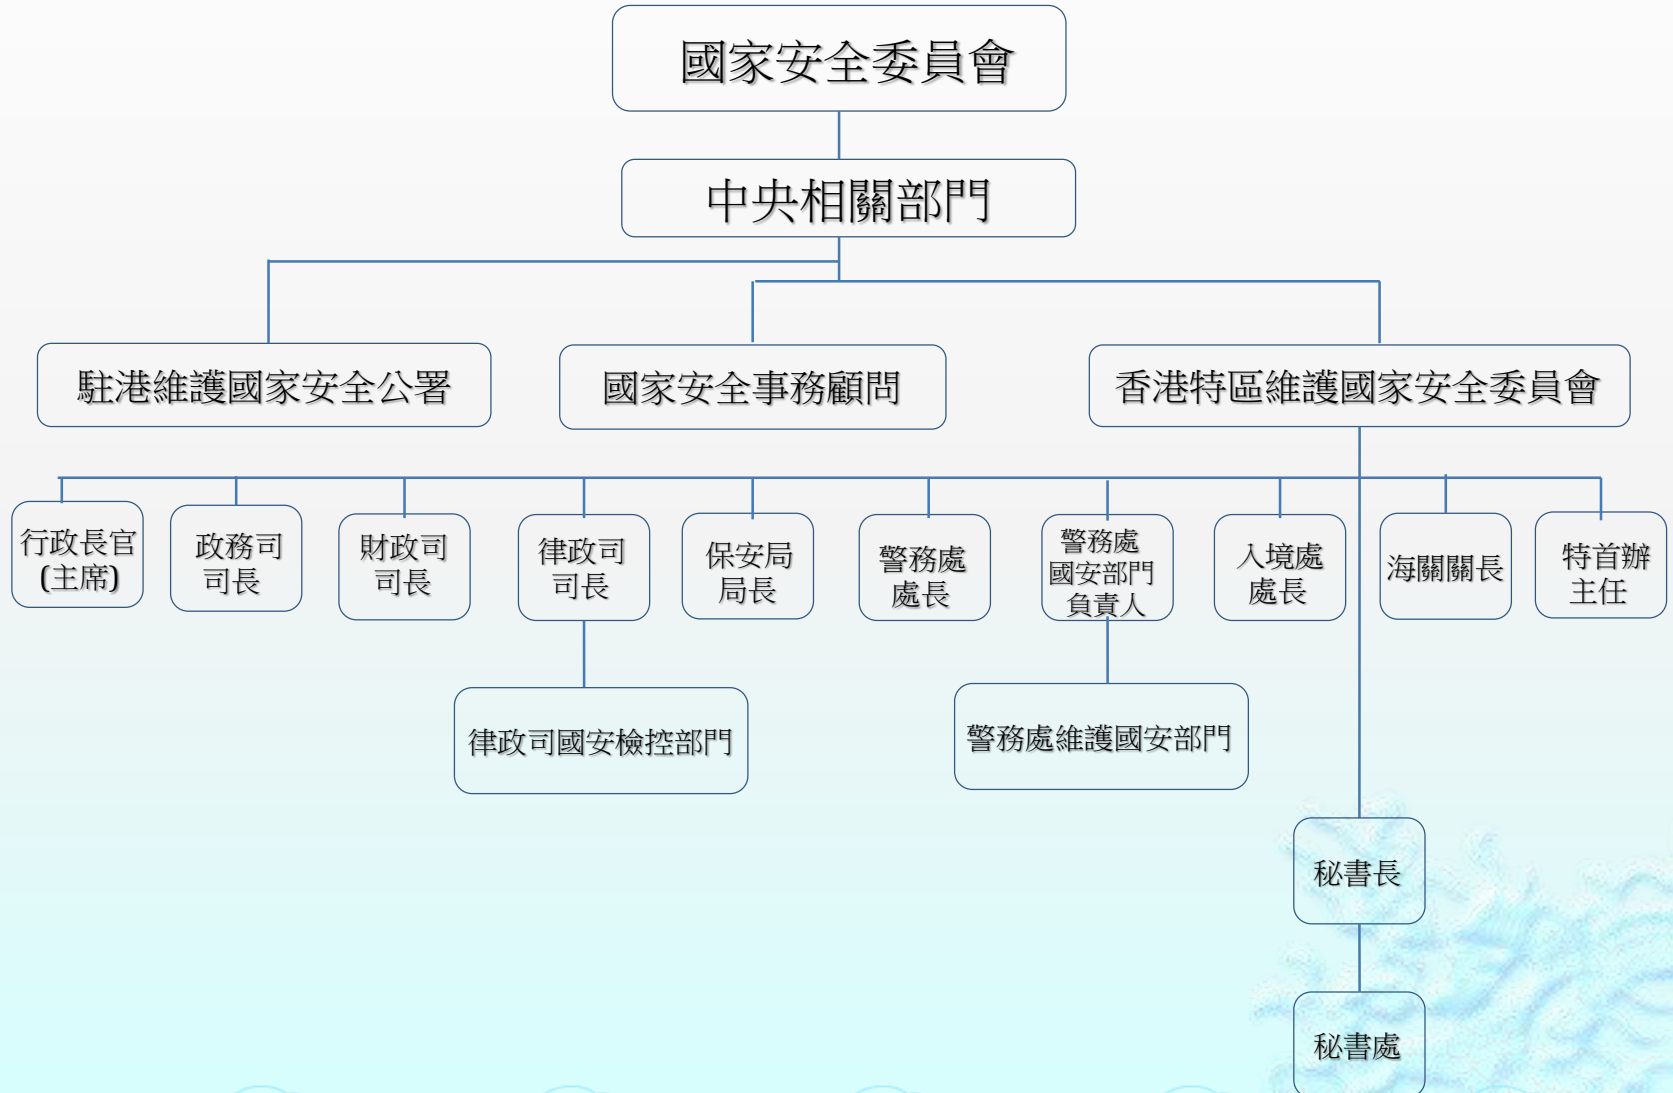 國家安全委員會
中央相關部門
駐港維護國家安全公署
國家安全事務顧問
香港特區維護國家安全委員會
行政長官
(主席)
政務司
司長
財政司
司長
律政司
司長
保安局
局長
警務處
處長
警務處
國安部門
負責人
入境處
處長
海關關長
特首辦
主任
律政司國安檢控部門
警務處維護國安部門
秘書長
秘書處